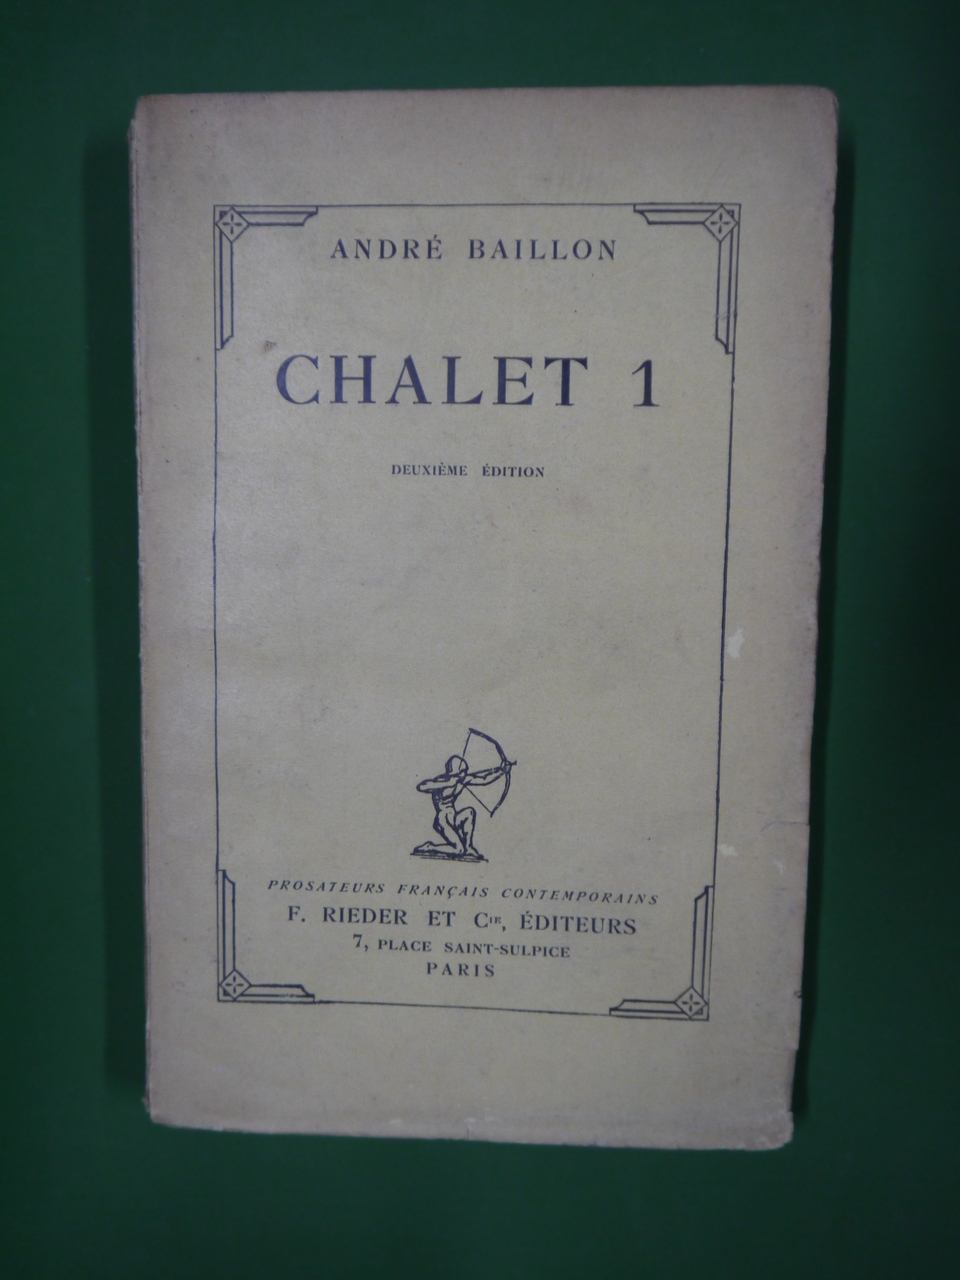 ANDRÉ BAILLON
CHALET 1
DEUXIÈME ÉDITION
PROSATEURS FRANÇAIS CONTEMPORAINS
F. RIEDER ET Cie, ÉDITEURS
7, PLACE SAINT-SULPICE
PARIS